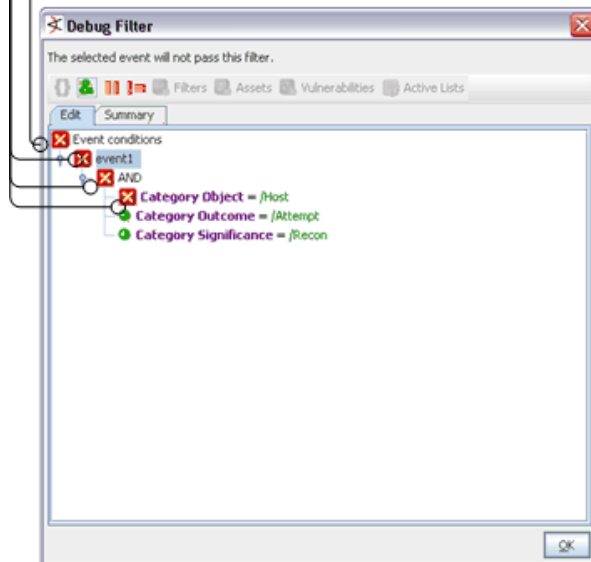 Debug Filter
The selected event will not pass this filter.
Filters Assets Vulnerabilities Active Lists
Edit Summary
Event conditions
event1
AND
Category Object = /Host
Category Outcome = /Attempt
Category Significance = /Recon
OK